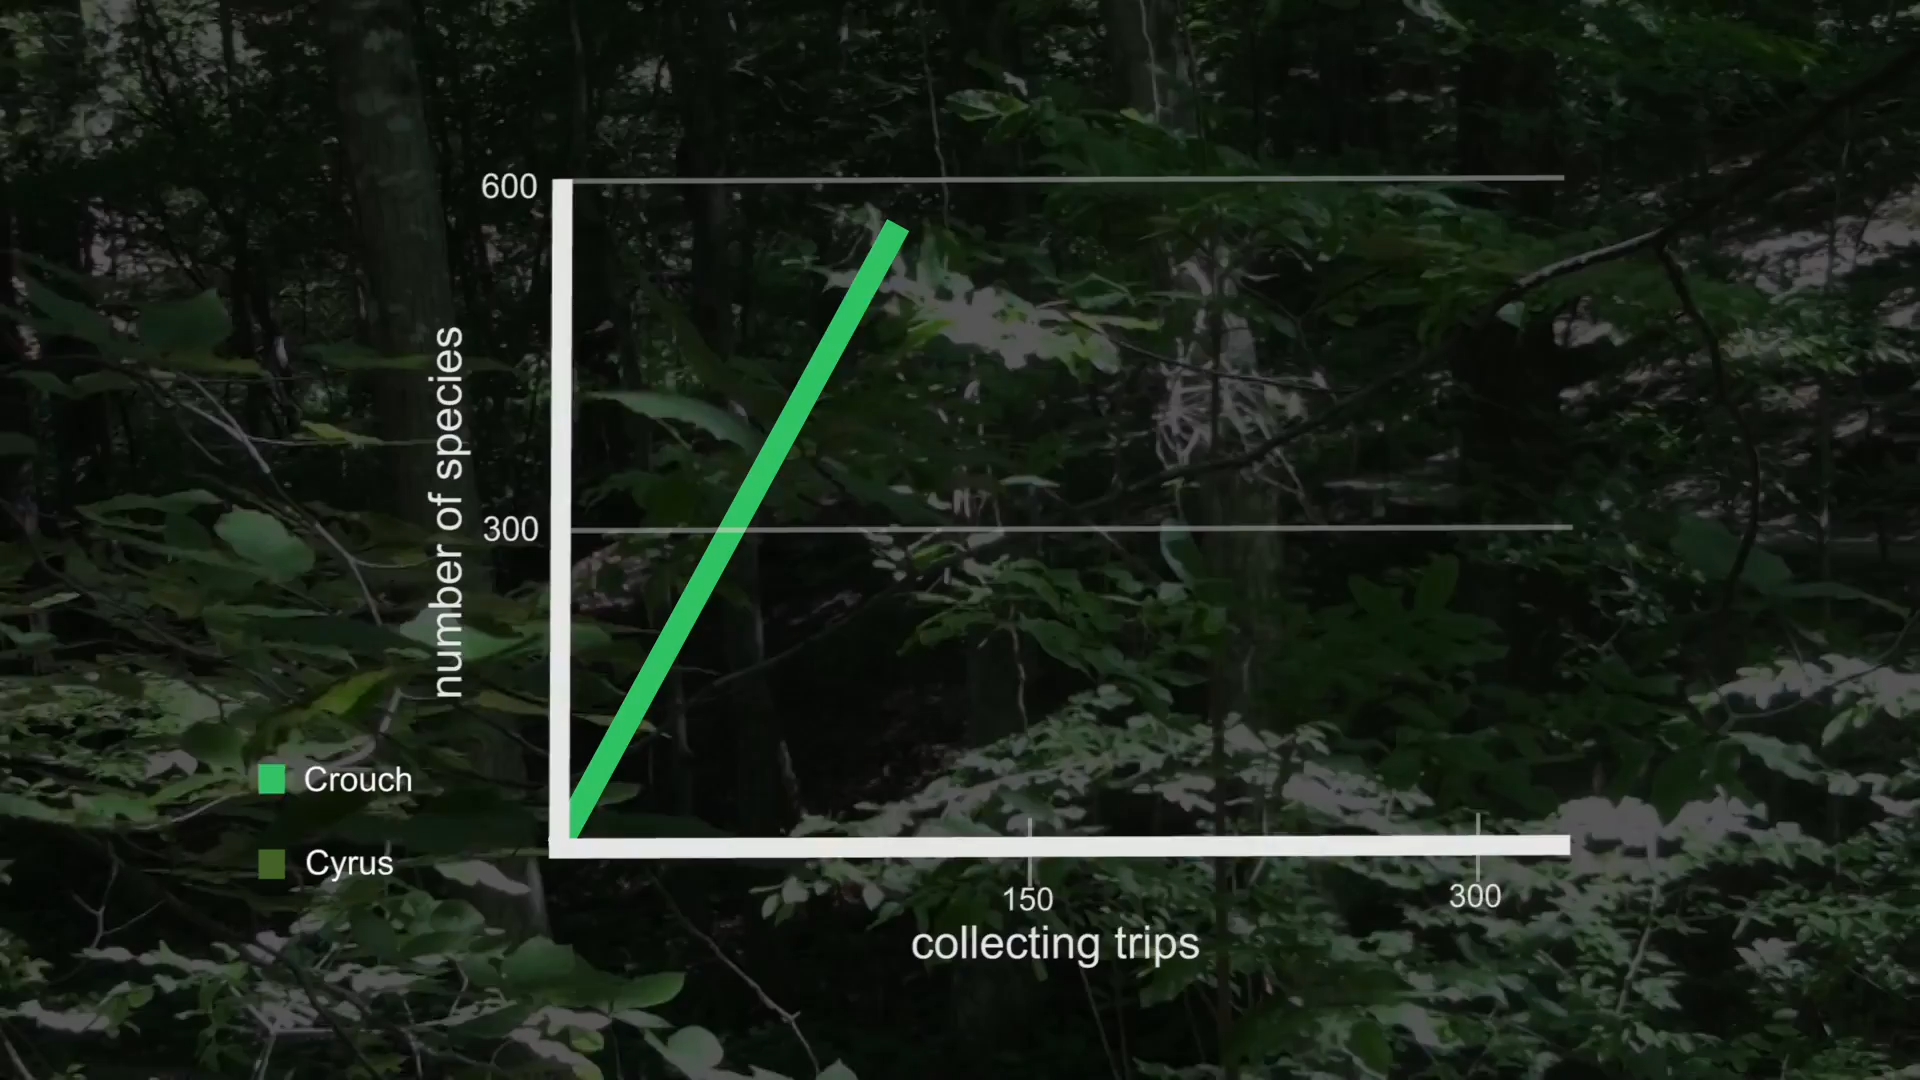 600
300
number of species
Crouch
Cyrus
150
300
collecting trips